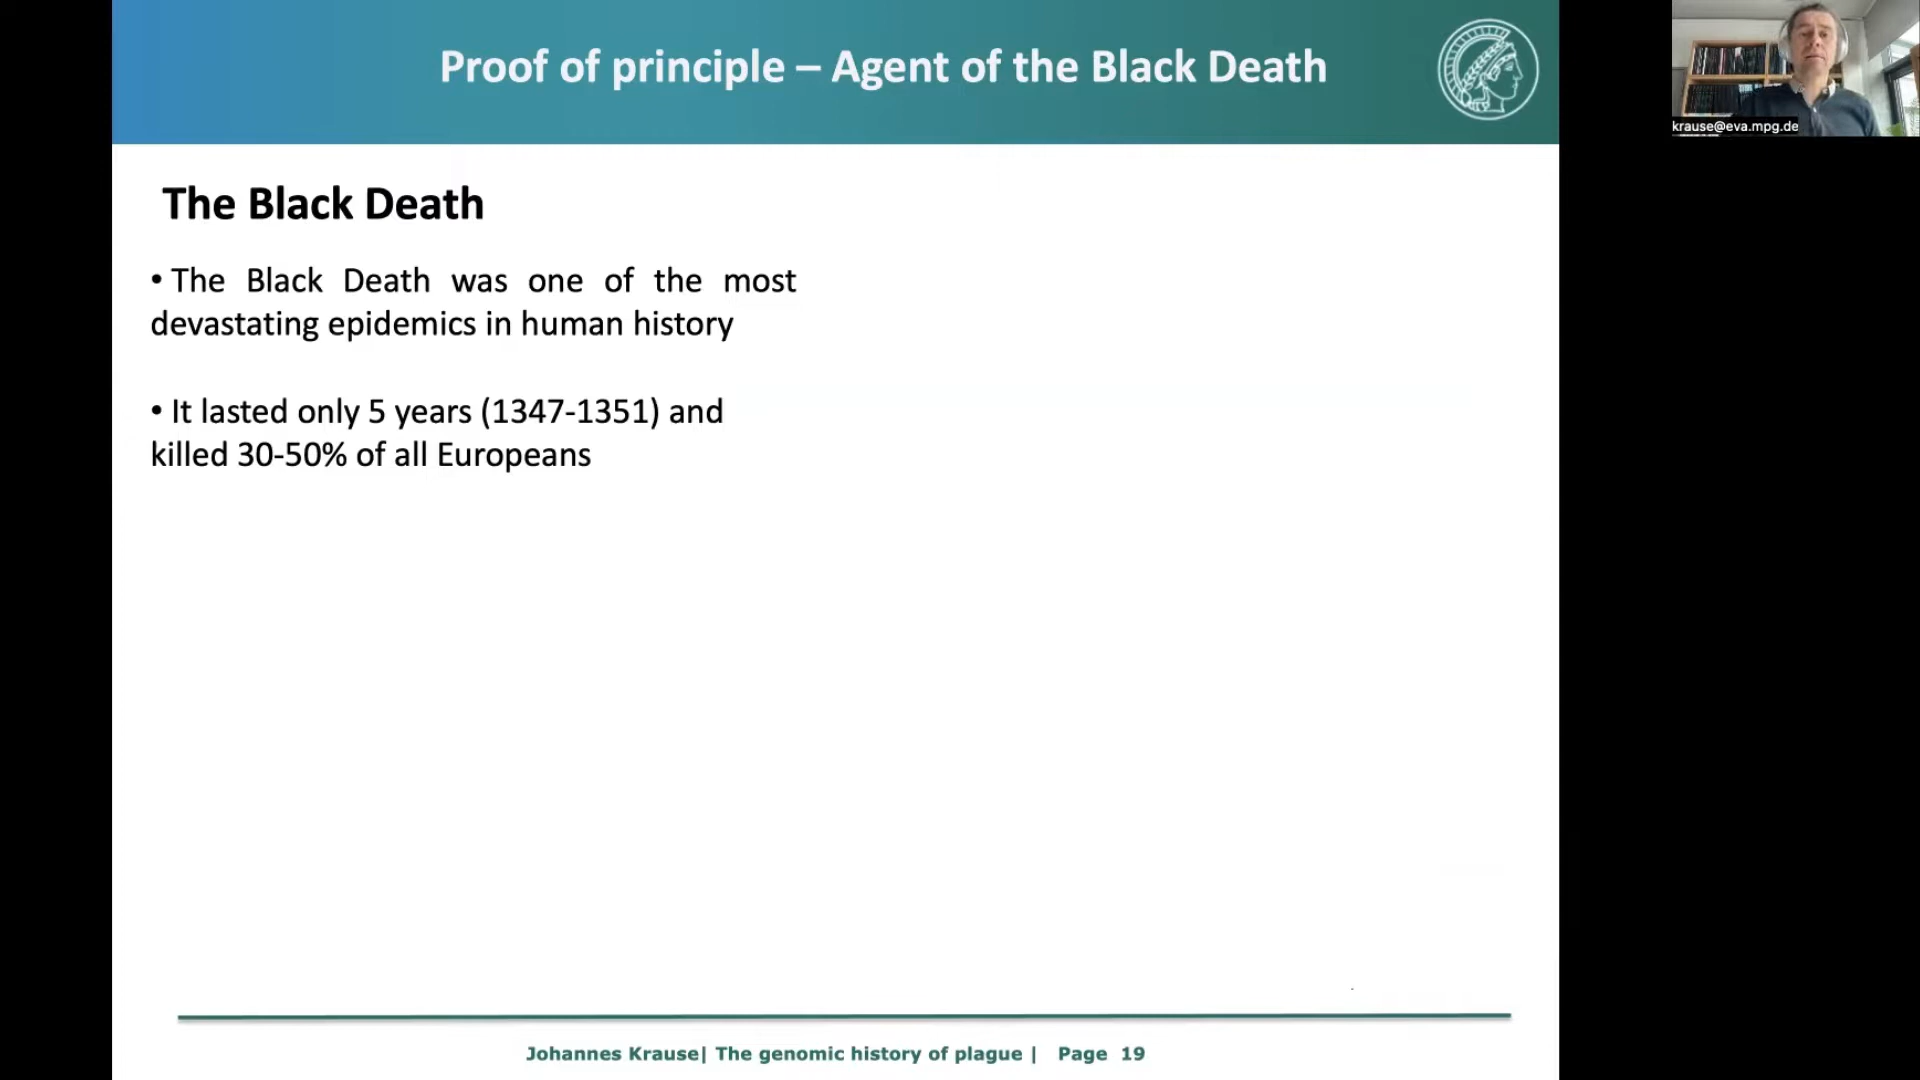 Proof of principle – Agent of the Black Death
krause@eva.mpg.de
The Black Death
• The Black Death was one of the most
devastating epidemics in human history
• It lasted only 5 years (1347-1351) and
killed 30-50% of all Europeans
Johannes Krause| The genomic history of plague | Page 19